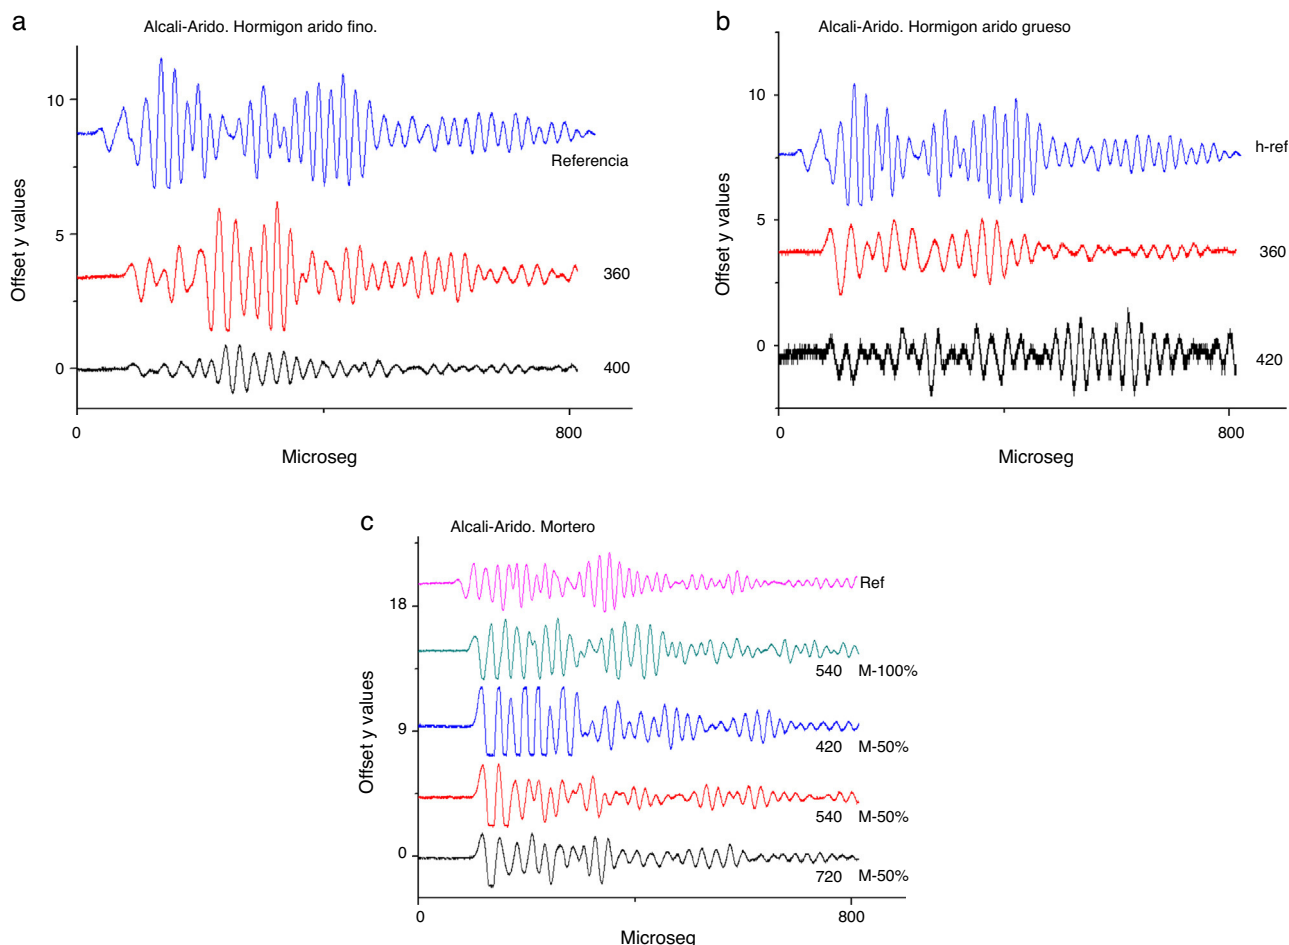 a
Alcali-Arido. Hormigon arido fino.
10
5
0
Offset y values
Referencia
360
400
0
800
Microseg
b
Alcali-Arido. Hormigon arido grueso
10
5
0
Offset y values
h-ref
360
420
0
800
Microseg
c
Alcali-Arido. Mortero
18
9
0
Offset y values
Ref
540 M-100%
420 M-50%
540 M-50%
720 M-50%
0
800
Microseg